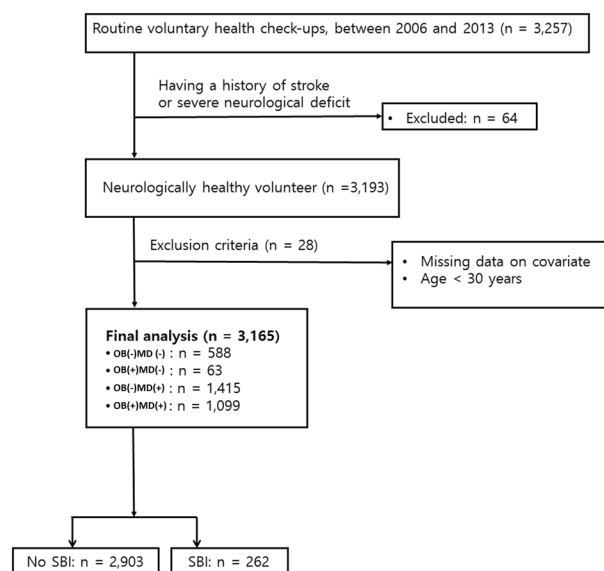 Routine voluntary health check-ups, between 2006 and 2013 (n = 3,257)
Having a history of stroke
or severe neurological deficit
• Excluded: n = 64
Neurologically healthy volunteer (n =3,193)
Exclusion criteria (n = 28)
• Missing data on covariate
• Age < 30 years
Final analysis (n = 3,165)
• OB(-)MD (-) : n = 588
• OB(+)MD(-) : n = 63
• OB(-)MD(+) : n = 1,415
• OB(+)MD(+) : n = 1,099
No SBI: n = 2,903
SBI: n = 262